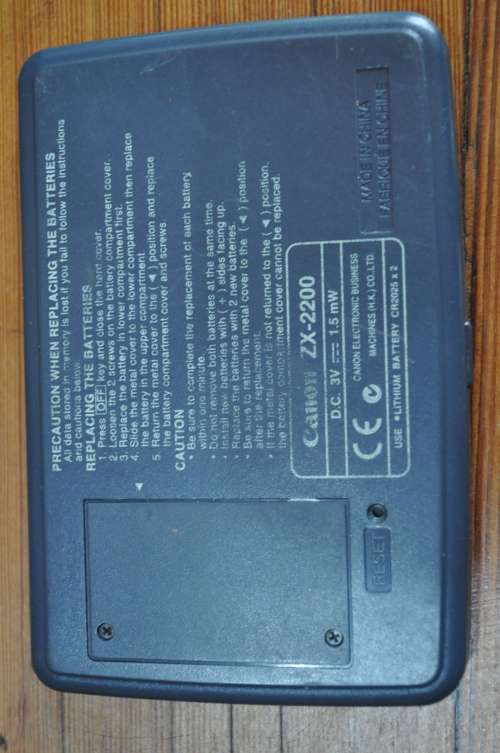 PRECAUTION WHEN REPLACING THE BATTERIES
All data stored in memory is lost if you fail to follow the instructions
and cautions below.
REPLACING THE BATTERIES
1. Press OFF key and close the hard cover.
2. Loosen the 2 screws on the battery compartment cover.
3. Replace the battery in lower compartment first.
4. Slide the metal cover to the lower compartment then replace
the battery in the upper compartment.
5. Return the metal cover to the (◄) position and replace
the battery compartment cover and screws
CAUTION
• Be sure to complete the replacement of each battery
within one minute.
• Do not remove both batteries at the same time.
• Install new batteries with (+) sides facing up.
• Replace the batteries with 2 new batteries.
• Be sure to return the metal cover to the (◄) position
after the replacement.
• If the metal cover is not returned to the (◄) position,
the battery compartment cover cannot be replaced.
Canon ZX-2200
D.C. 3V 1.5 mW
CE
CANON ELECTRONIC BUSINESS
MACHINES (H.K.) CO.,LTD.
USE LITHIUM BATTERY CR2025 x 2
MADE IN CHINA
FABRIQUE EN CHINE
RESET